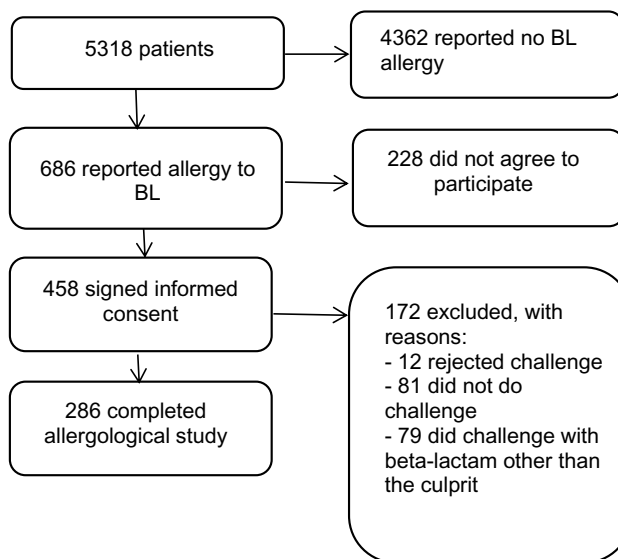 5318 patients
4362 reported no BL
allergy
686 reported allergy to
BL
228 did not agree to
participate
458 signed informed
consent
172 excluded, with
reasons:
- 12 rejected challenge
- 81 did not do
challenge
- 79 did challenge with
beta-lactam other than
the culprit
286 completed
allergological study